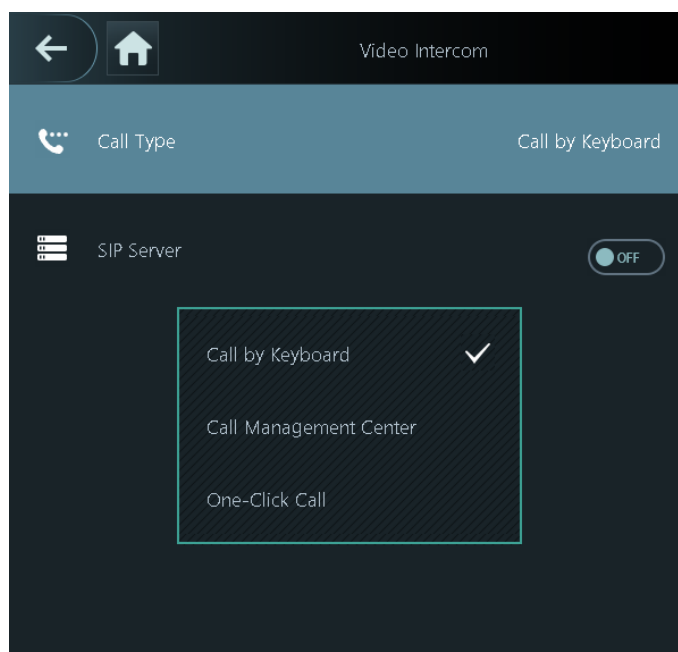 Video Intercom
Call Type Call by Keyboard
SIP Server OFF
Call by Keyboard
Call Management Center
One-Click Call